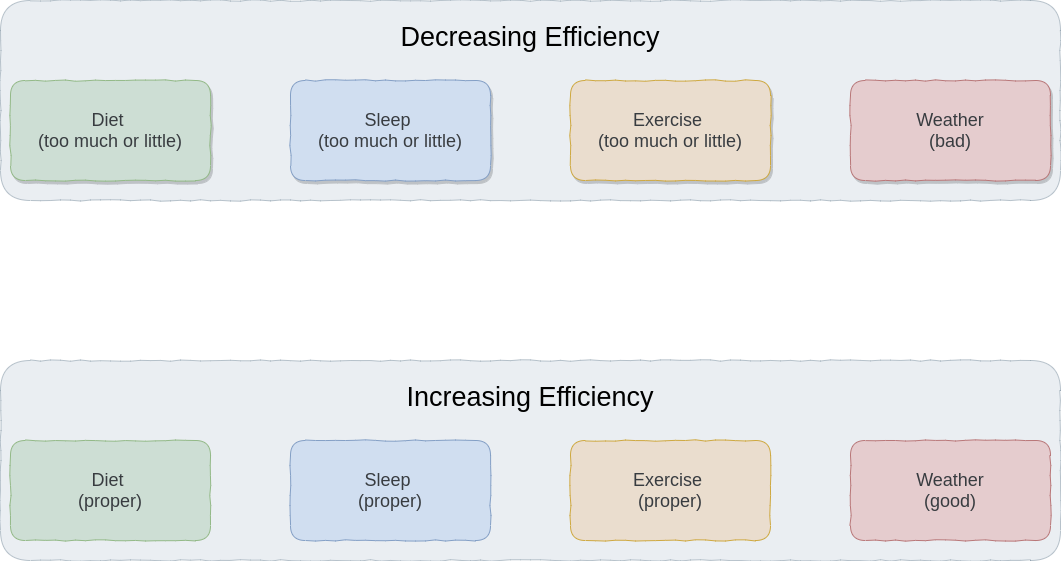 Decreasing Efficiency
Diet
(too much or little)
Sleep
(too much or little)
Exercise
(too much or little)
Weather
(bad)
Increasing Efficiency
Diet
(proper)
Sleep
(proper)
Exercise
(proper)
Weather
(good)